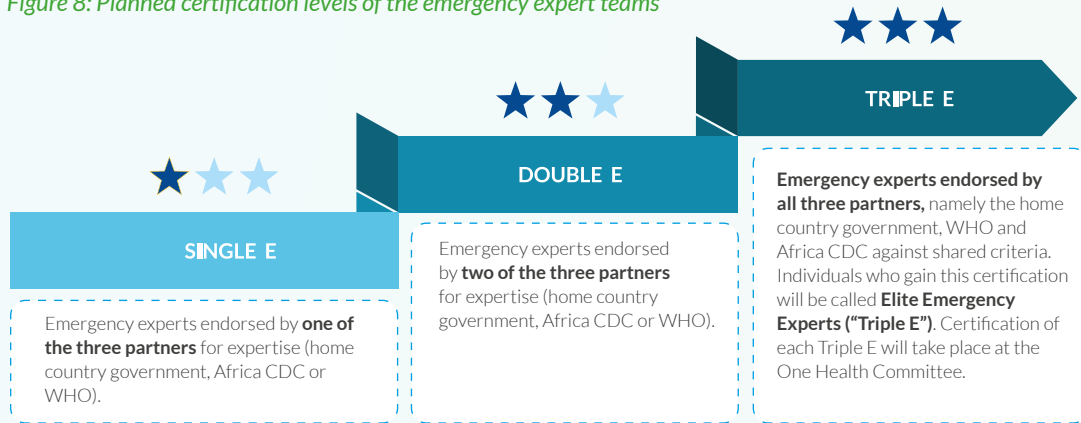 Figure 8: Planned certification levels of the emergency expert teams
SINGLE E
Emergency experts endorsed by one of
the three partners for expertise (home
country government, Africa CDC or
WHO).
DOUBLE E
Emergency experts endorsed
by two of the three partners
for expertise (home country
government, Africa CDC or WHO).
TRIPLE E
Emergency experts endorsed by
all three partners, namely the home
country government, WHO and
Africa CDC against shared criteria.
Individuals who gain this certification
will be called Elite Emergency
Experts (“Triple E”). Certification of
each Triple E will take place at the
One Health Committee.